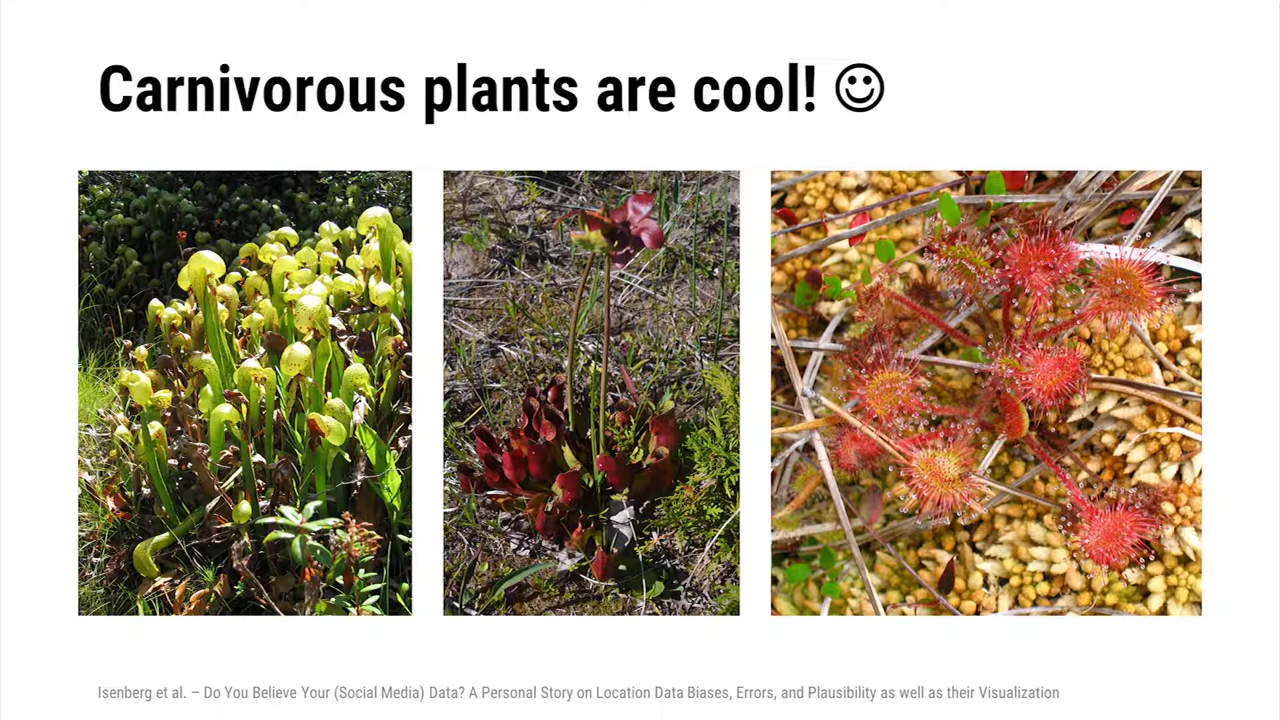 Carnivorous plants are cool! ☺
Isenberg et al. – Do You Believe Your (Social Media) Data? A Personal Story on Location Data Biases, Errors, and Plausibility as well as their Visualization